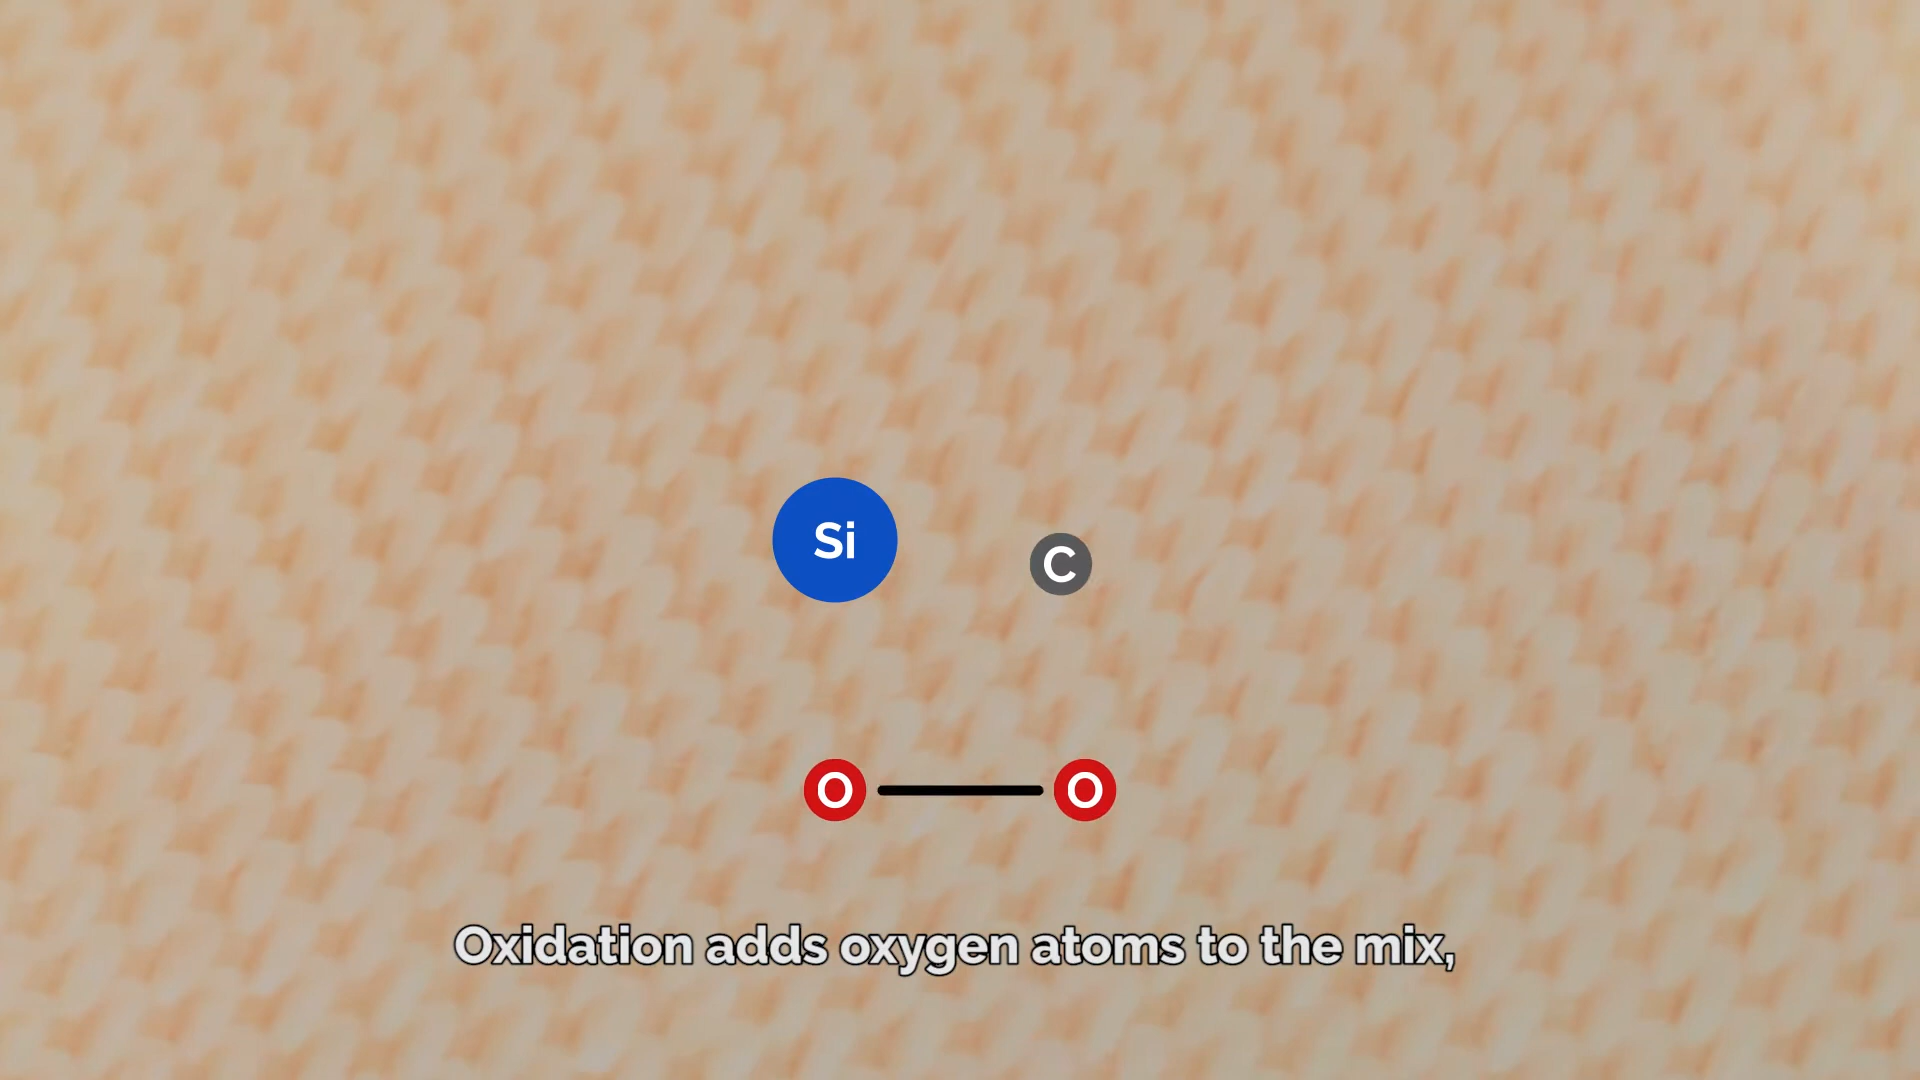 Si
C
O O
Oxidation adds oxygen atoms to the mix,